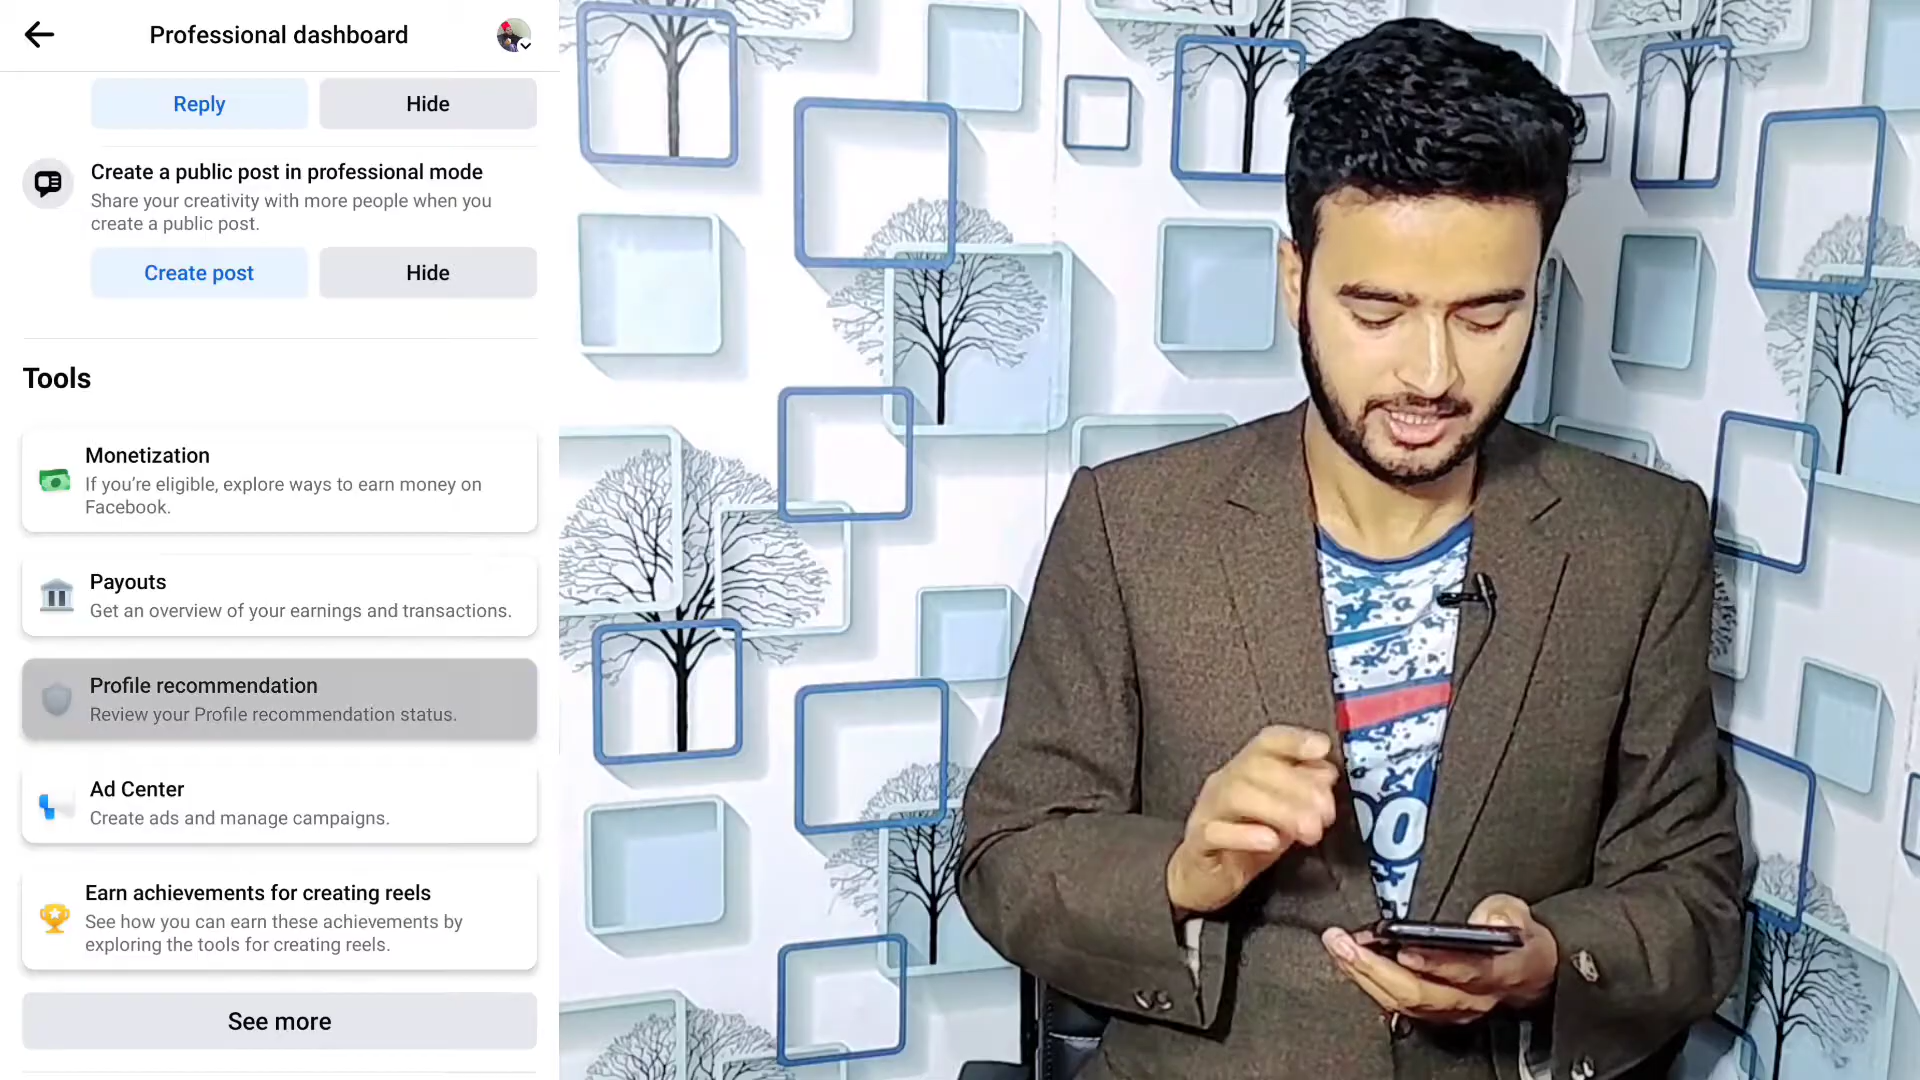 Professional dashboard
Reply
Hide
Create a public post in professional mode
Share your creativity with more people when you
create a public post.
Create post
Hide
Tools
Monetization
If you’re eligible, explore ways to earn money on
Facebook.
Payouts
Get an overview of your earnings and transactions.
Profile recommendation
Review your Profile recommendation status.
Ad Center
Create ads and manage campaigns.
Earn achievements for creating reels
See how you can earn these achievements by
exploring the tools for creating reels.
See more